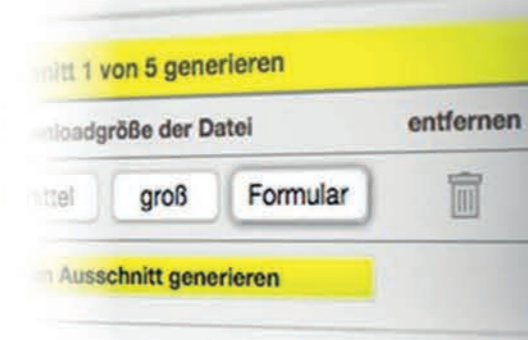 1 von 5 generieren
der Datei
entfernen
groß Formular
Ausschnitt generieren